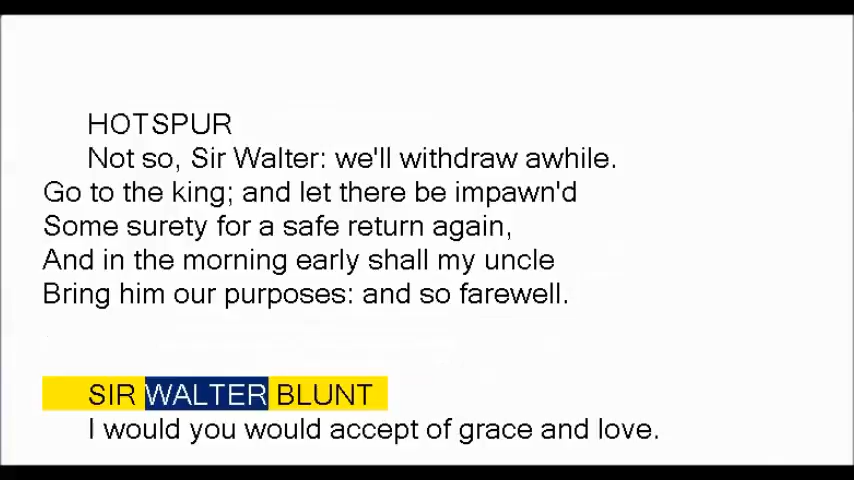 HOTSPUR
Not so, Sir Walter: we'll withdraw awhile.
Go to the king; and let there be impawn'd
Some surety for a safe return again,
And in the morning early shall my uncle
Bring him our purposes: and so farewell.
SIR WALTER BLUNT
I would you would accept of grace and love.